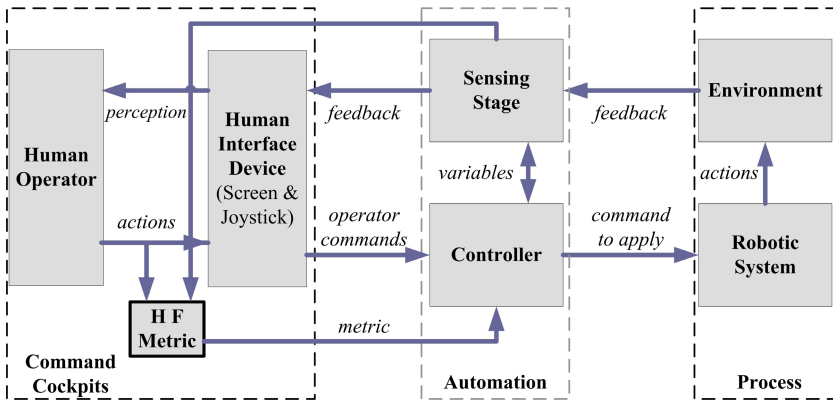 Human
Operator
perception
actions
Human
Interface
Device
(Screen &
Joystick)
H F
Metric
Command
Cockpits
feedback
operator
commands
metric
Sensing
Stage
variables
Controller
Automation
feedback
command
to apply
Environment
actions
Robotic
System
Process